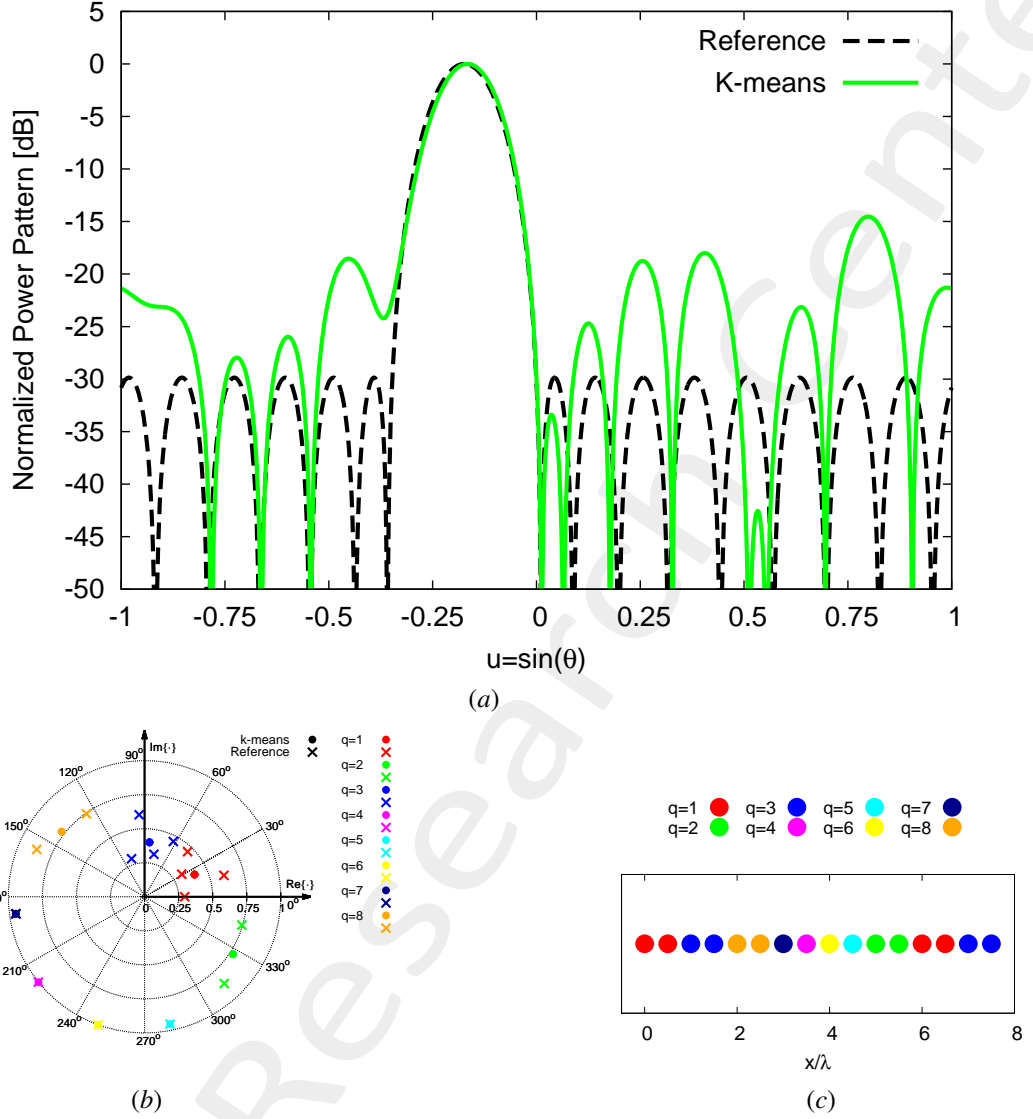 Research Cente
Normalized Power Pattern [dB]
5
0
-5
-10
-15
-20
-25
-30
-35
-40
-45
-50
Reference
K-means
-1 -0.75 -0.5 -0.25 0 0.25 0.5 0.75 1
u=sin(θ)
(a)
Im{·}
Re{·}
90°
60°
30°
0°
330°
300°
270°
240°
210°
150°
120°
0 0.25 0.5 0.75 1
k-means
Reference
q=1
q=2
q=3
q=4
q=5
q=6
q=7
q=8
(b)
q=1 q=3 q=5 q=7
q=2 q=4 q=6 q=8
0 2 4 6 8
x/λ
(c)